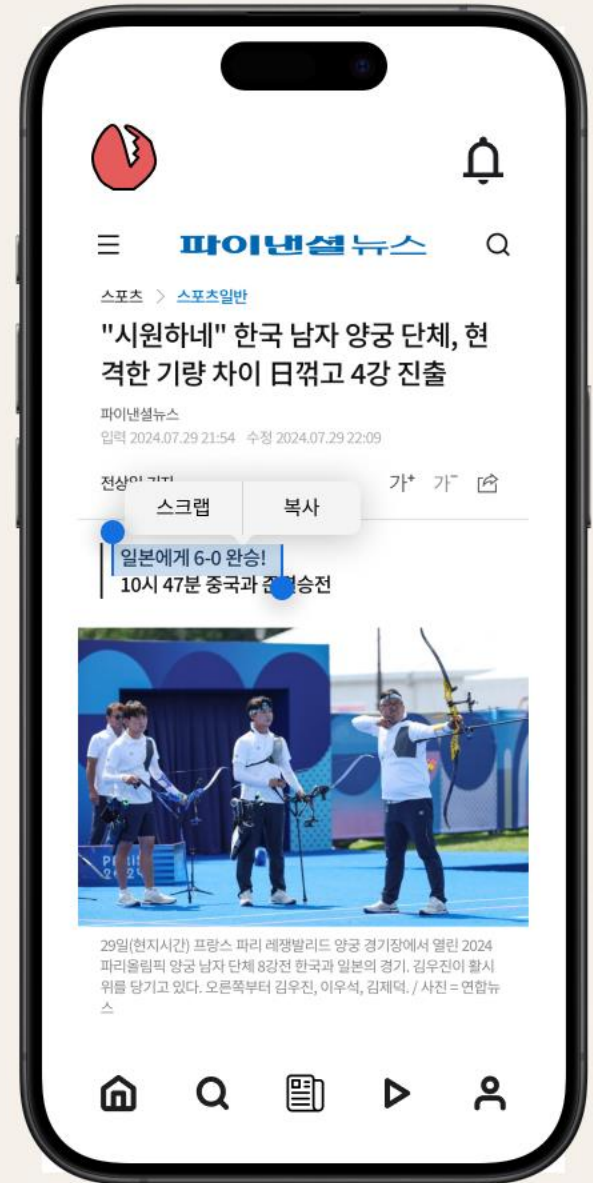 파이낸셜뉴스
스포츠 > 스포츠일반
"시원하네" 한국 남자 양궁 단체, 현
격한 기량 차이 日꺾고 4강 진출
파이낸셜뉴스
입력 2024.07.29 21:54 수정 2024.07.29 22:09
가+ 가-
스크랩 복사
일본에게 6-0 완승!
10시 47분 중국과 준결승전
PARIS
2024
29일(현지시간) 프랑스 파리 레쟁발리드 양궁 경기장에서 열린 2024
파리올림픽 양궁 남자 단체 8강전 한국과 일본의 경기. 김우진이 활시
위를 당기고 있다. 오른쪽부터 김우진, 이우석, 김제덕. / 사진 = 연합뉴
스